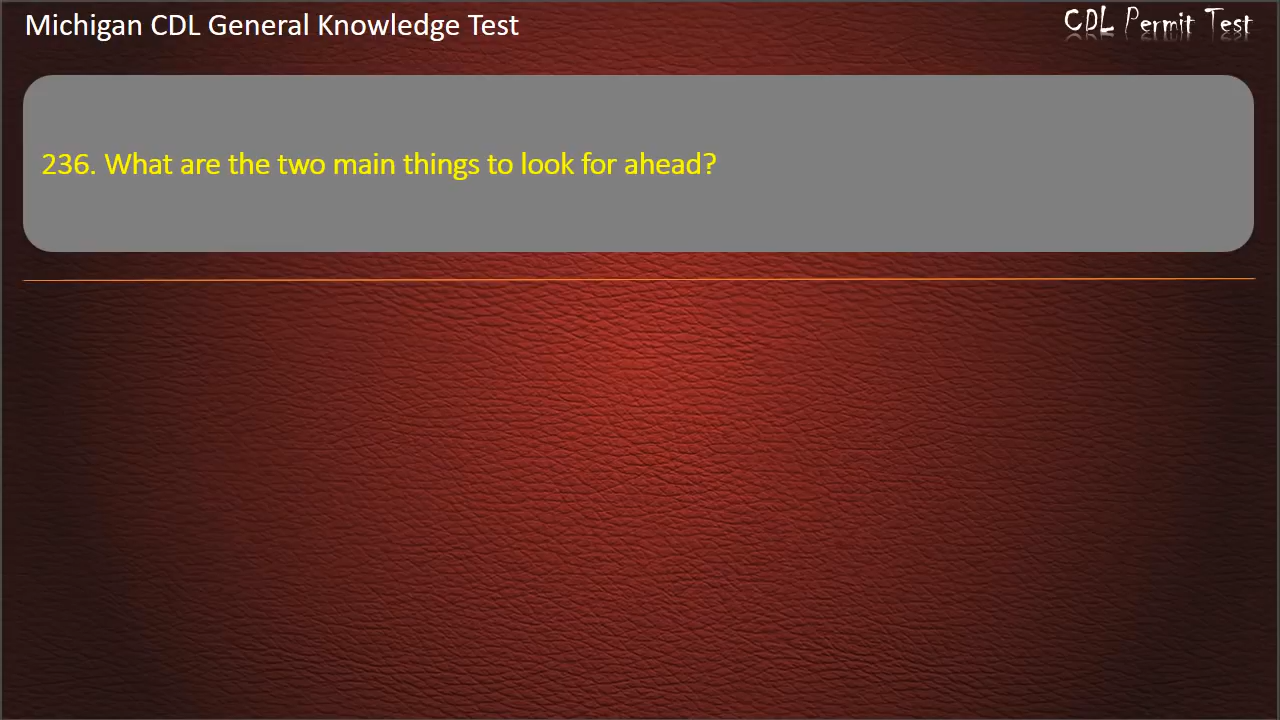 Michigan CDL General Knowledge Test
CDL Permit Test
236. What are the two main things to look for ahead?